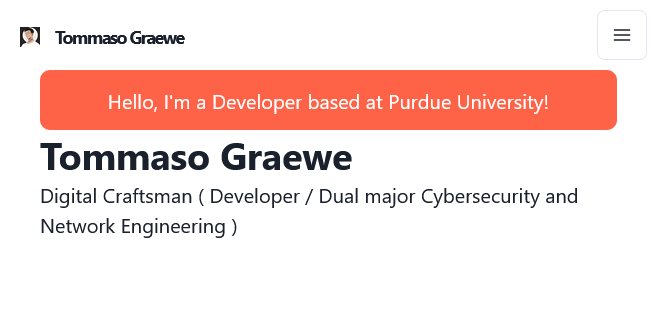 Tommaso Graewe
Hello, I'm a Developer based at Purdue University!
Tommaso Graewe
Digital Craftsman ( Developer / Dual major Cybersecurity and
Network Engineering )